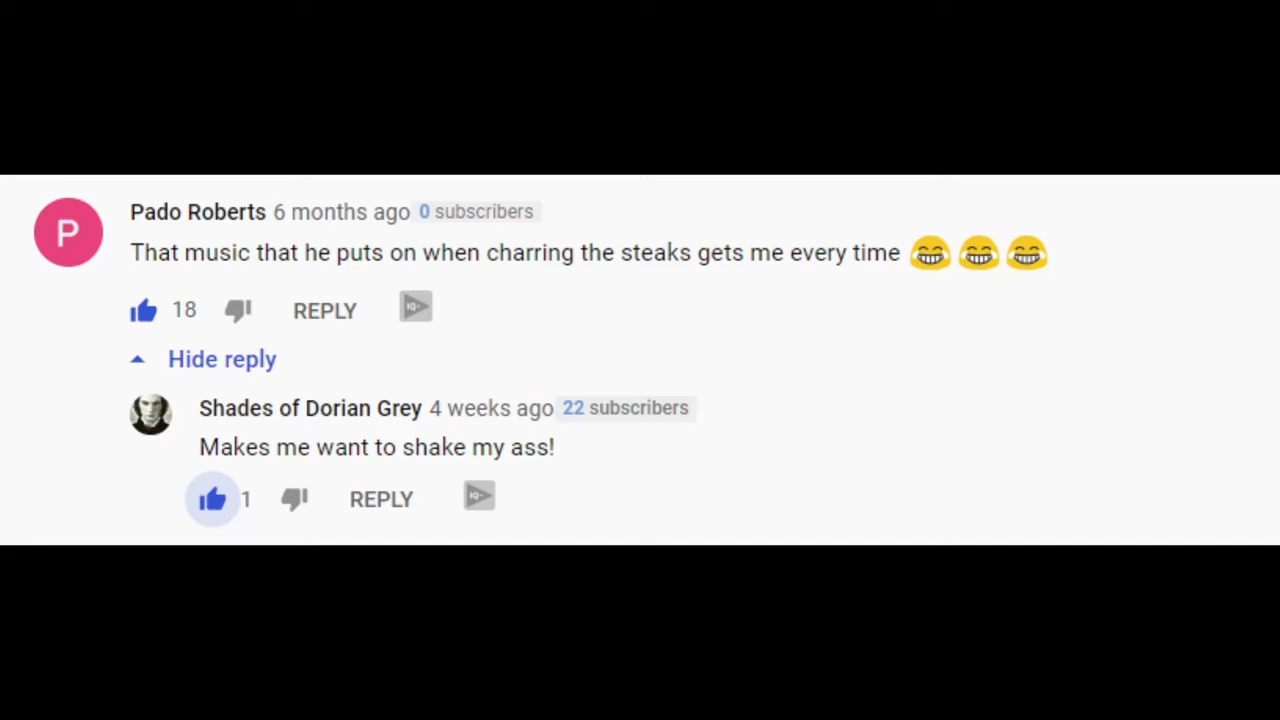 P
Pado Roberts 6 months ago 0 subscribers
That music that he puts on when charring the steaks gets me every time 😂😂😂
18 REPLY IQ+
Hide reply
Shades of Dorian Grey 4 weeks ago 22 subscribers
Makes me want to shake my ass!
1 REPLY IQ+